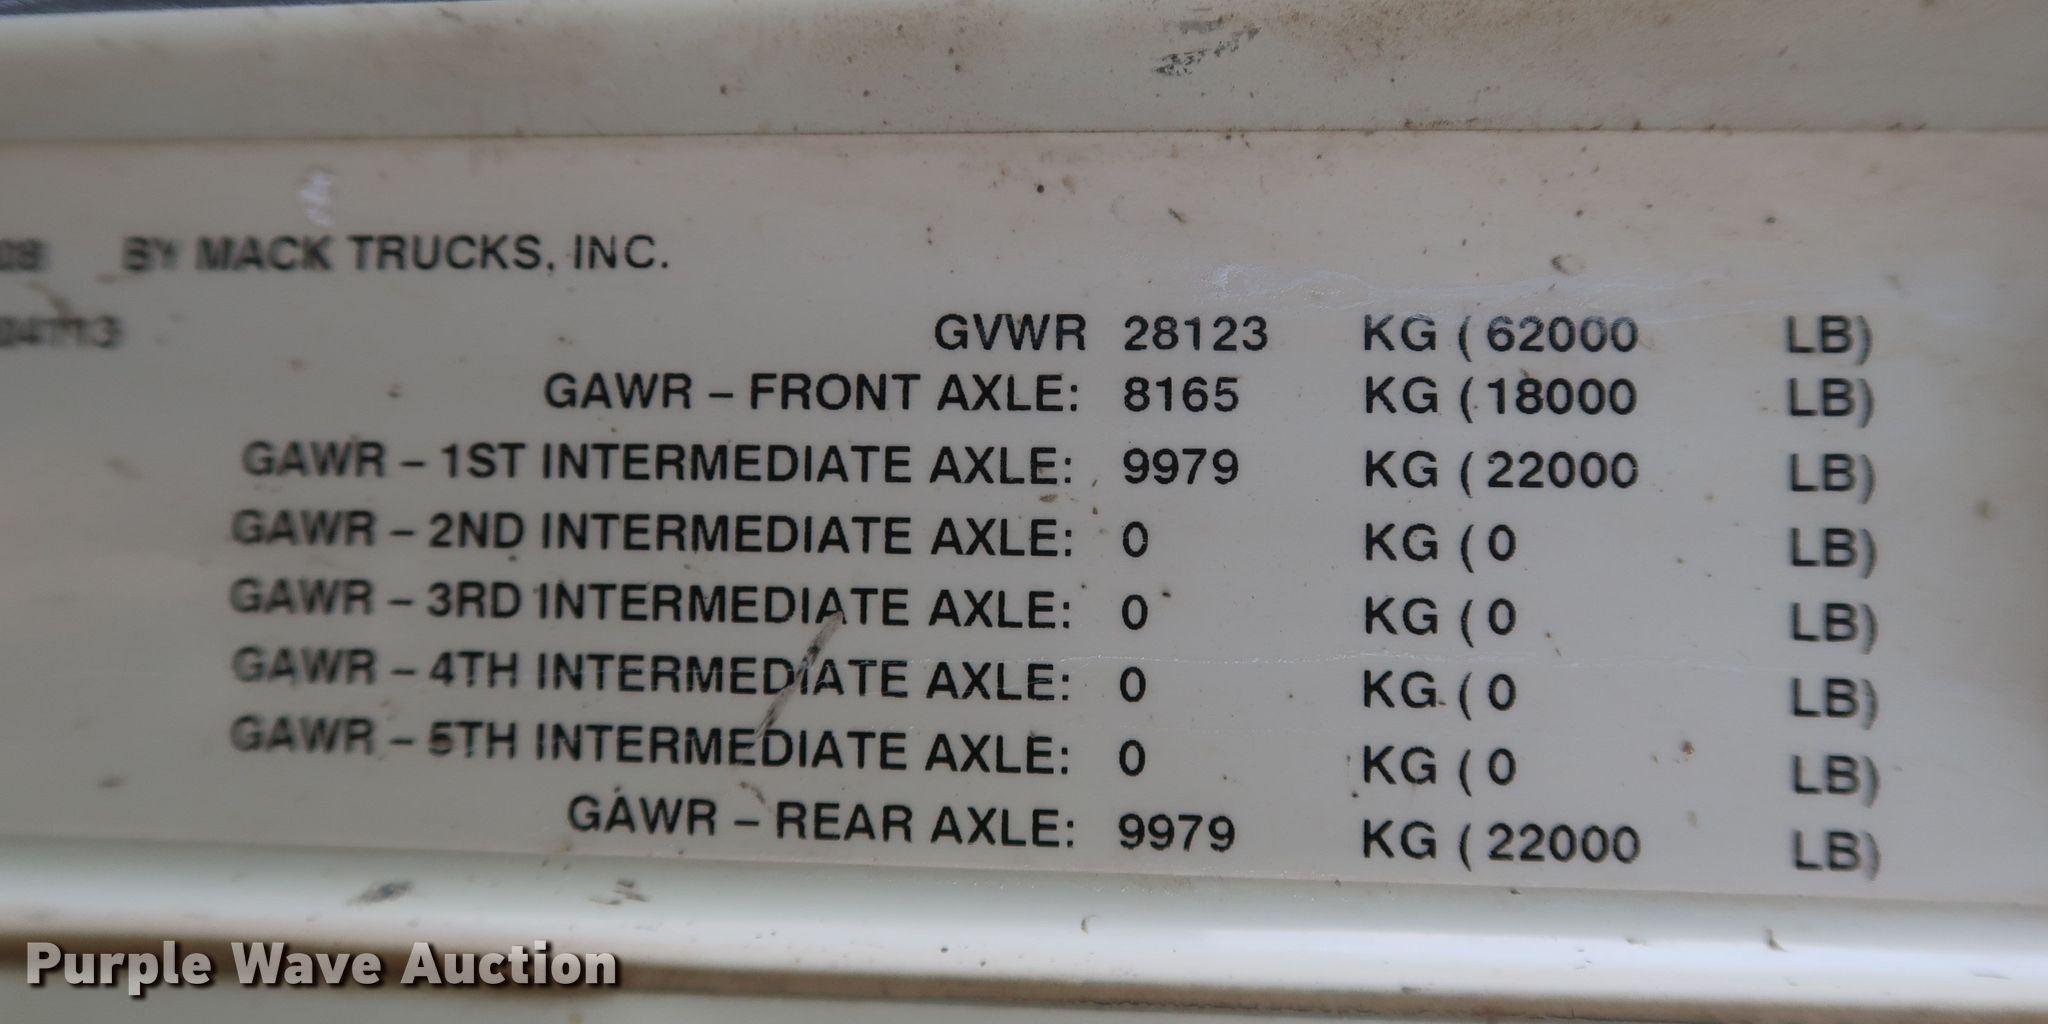 08 BY MACK TRUCKS, INC.
04713
GVWR 28123 KG (62000 LB)
GAWR – FRONT AXLE: 8165 KG (18000 LB)
GAWR – 1ST INTERMEDIATE AXLE: 9979 KG (22000 LB)
GAWR – 2ND INTERMEDIATE AXLE: 0 KG (0 LB)
GAWR – 3RD INTERMEDIATE AXLE: 0 KG (0 LB)
GAWR – 4TH INTERMEDIATE AXLE: 0 KG (0 LB)
GAWR – 5TH INTERMEDIATE AXLE: 0 KG (0 LB)
GAWR – REAR AXLE: 9979 KG (22000 LB)
Purple Wave Auction